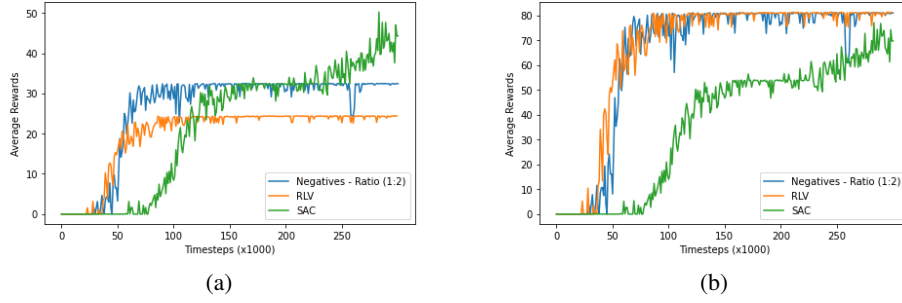 50
40
30
20
10
0
Average Rewards
Negatives - Ratio (1:2)
RLV
SAC
0 50 100 150 200 250
Timesteps (x1000)
(a)
80
70
60
50
40
30
20
10
0
Average Rewards
Negatives - Ratio (1:2)
RLV
SAC
0 50 100 150 200 250
Timesteps (x1000)
(b)